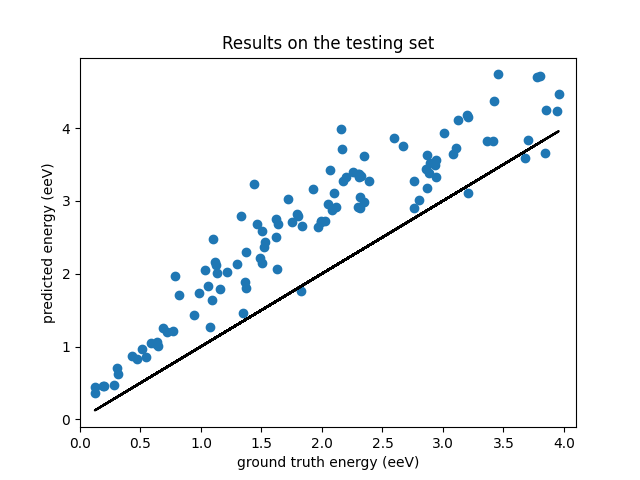 Results on the testing set
predicted energy (eeV)
4
3
2
1
0
0.0 0.5 1.0 1.5 2.0 2.5 3.0 3.5 4.0
ground truth energy (eeV)